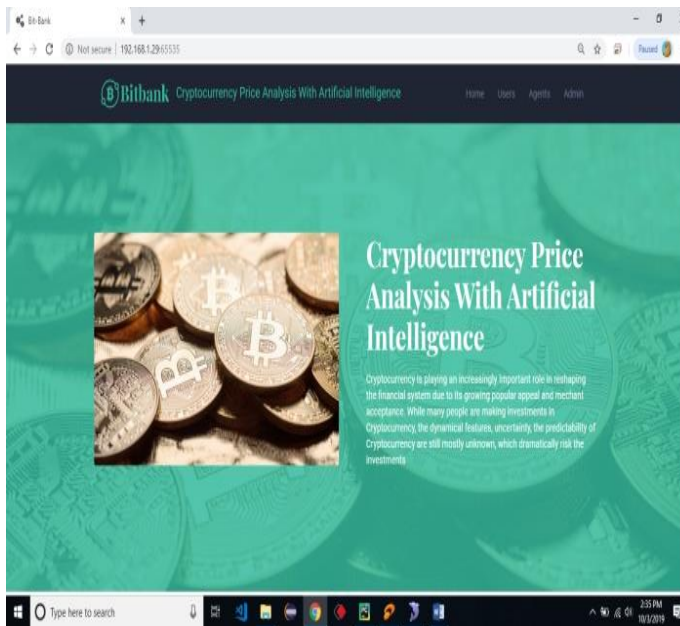 Bit-Bank
Not secure | 192.168.1.29:65535
Paused
Bitbank Cryptocurrency Price Analysis With Artificial Intelligence
Home Users Agents Admin
Cryptocurrency Price
Analysis With Artificial
Intelligence
Cryptocurrency is playing an increasingly important role in reshaping
the financial system due to its growing popular appeal and mechant
acceptance. While many people are making investments in
Cryptocurrency, the dynamical features, uncertainty, the predictability of
Cryptocurrency are still mostly unknown, which dramatically risk the
investments
Type here to search
2:35 PM
10/3/2019